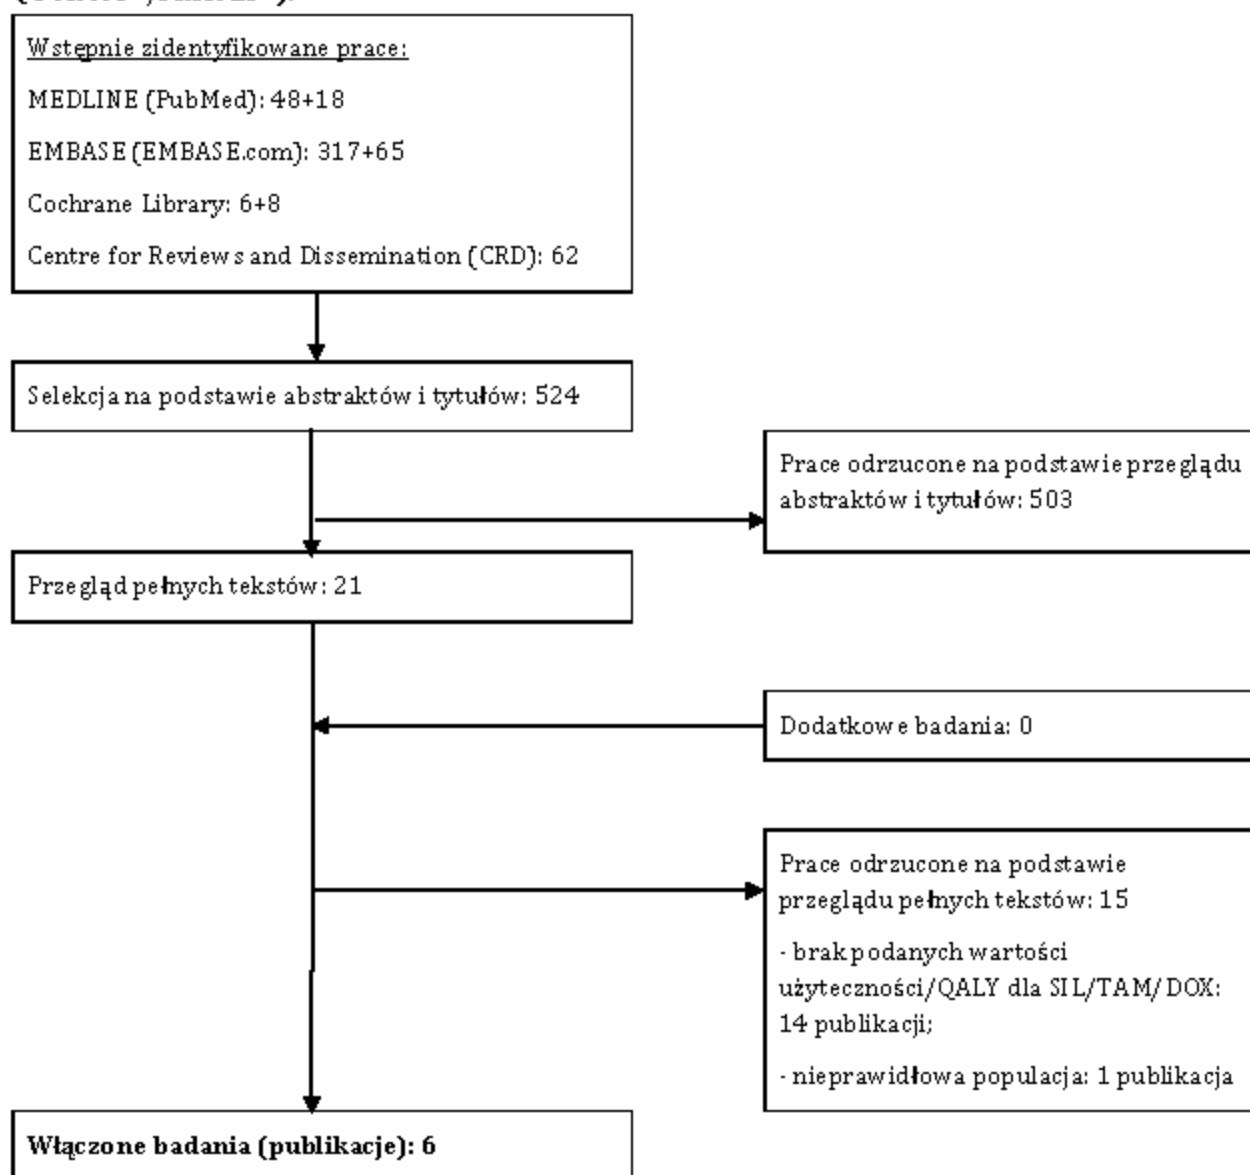 Wstępnie zidentyfikowane prace:
MEDLINE (PubMed): 48+18
EMBASE (EMBASE.com): 317+65
Cochrane Library: 6+8
Centre for Reviews and Dissemination (CRD): 62
Selekcja na podstawie abstraktów i tytułów: 524
Prace odrzucone na podstawie przeglądu
abstraktów i tytułów: 503
Przegląd pełnych tekstów: 21
Dodatkowe badania: 0
Prace odrzucone na podstawie
przeglądu pełnych tekstów: 15
- brak podanych wartości
użyteczności/QALY dla SIL/TAM/DOX:
14 publikacji;
- nieprawidłowa populacja: 1 publikacja
Włączone badania (publikacje): 6